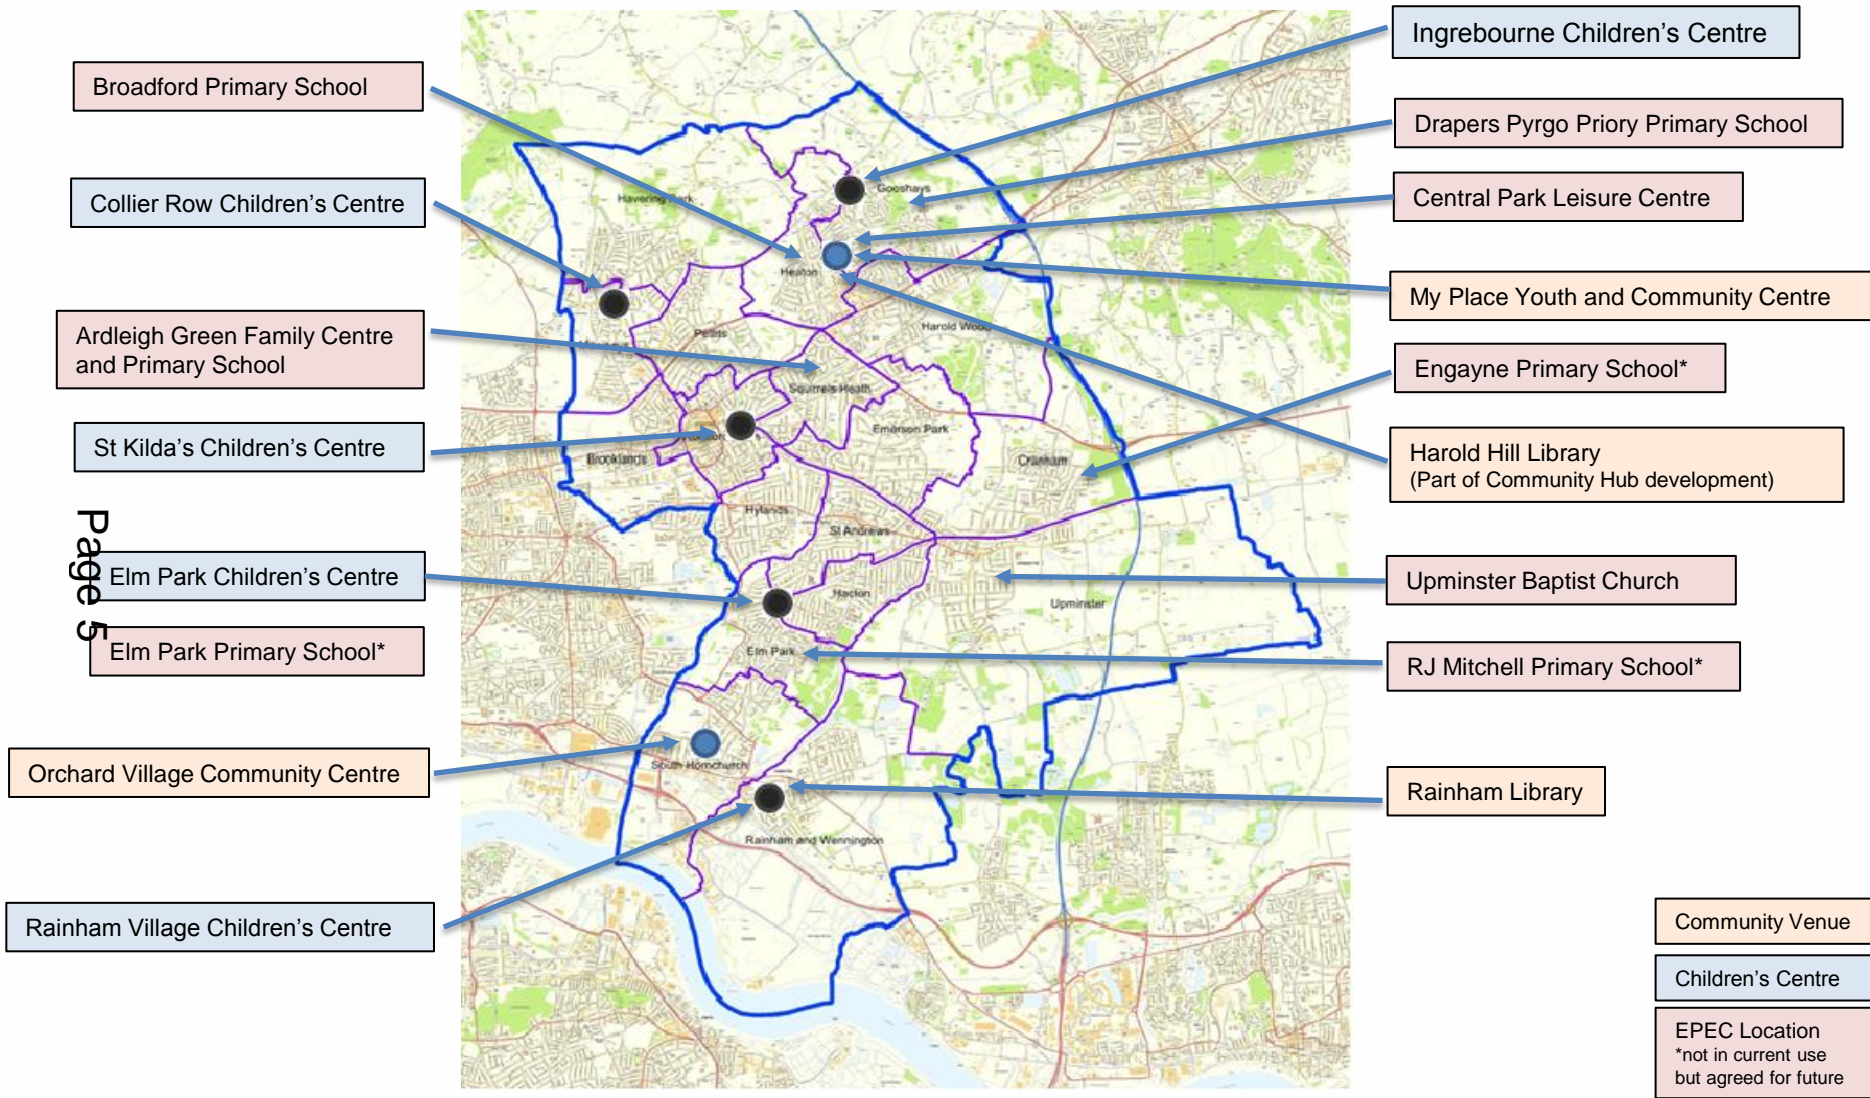 Broadford Primary School
Collier Row Children’s Centre
Ardleigh Green Family Centre
and Primary School
St Kilda’s Children’s Centre
Page 5
Elm Park Children’s Centre
Elm Park Primary School*
Orchard Village Community Centre
Rainham Village Children’s Centre
Havering Park
Gooshays
Heaton
Pettits
Harold Wood
Squirrels Heath
Emerson Park
Brooklands
Cranham
Hylands
St Andrews
Hacton
Upminster
Elm Park
South Hornchurch
Rainham and Wennington
Ingrebourne Children’s Centre
Drapers Pyrgo Priory Primary School
Central Park Leisure Centre
My Place Youth and Community Centre
Engayne Primary School*
Harold Hill Library
(Part of Community Hub development)
Upminster Baptist Church
RJ Mitchell Primary School*
Rainham Library
Community Venue
Children’s Centre
EPEC Location
*not in current use
but agreed for future